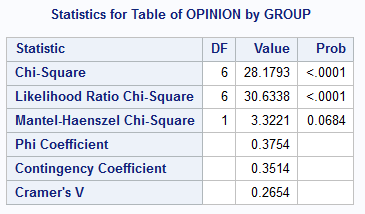 Statistics for Table of OPINION by GROUP
Statistic DF Value Prob
Chi-Square 6 28.1793 <.0001
Likelihood Ratio Chi-Square 6 30.6338 <.0001
Mantel-Haenszel Chi-Square 1 3.3221 0.0684
Phi Coefficient 0.3754
Contingency Coefficient 0.3514
Cramer's V 0.2654